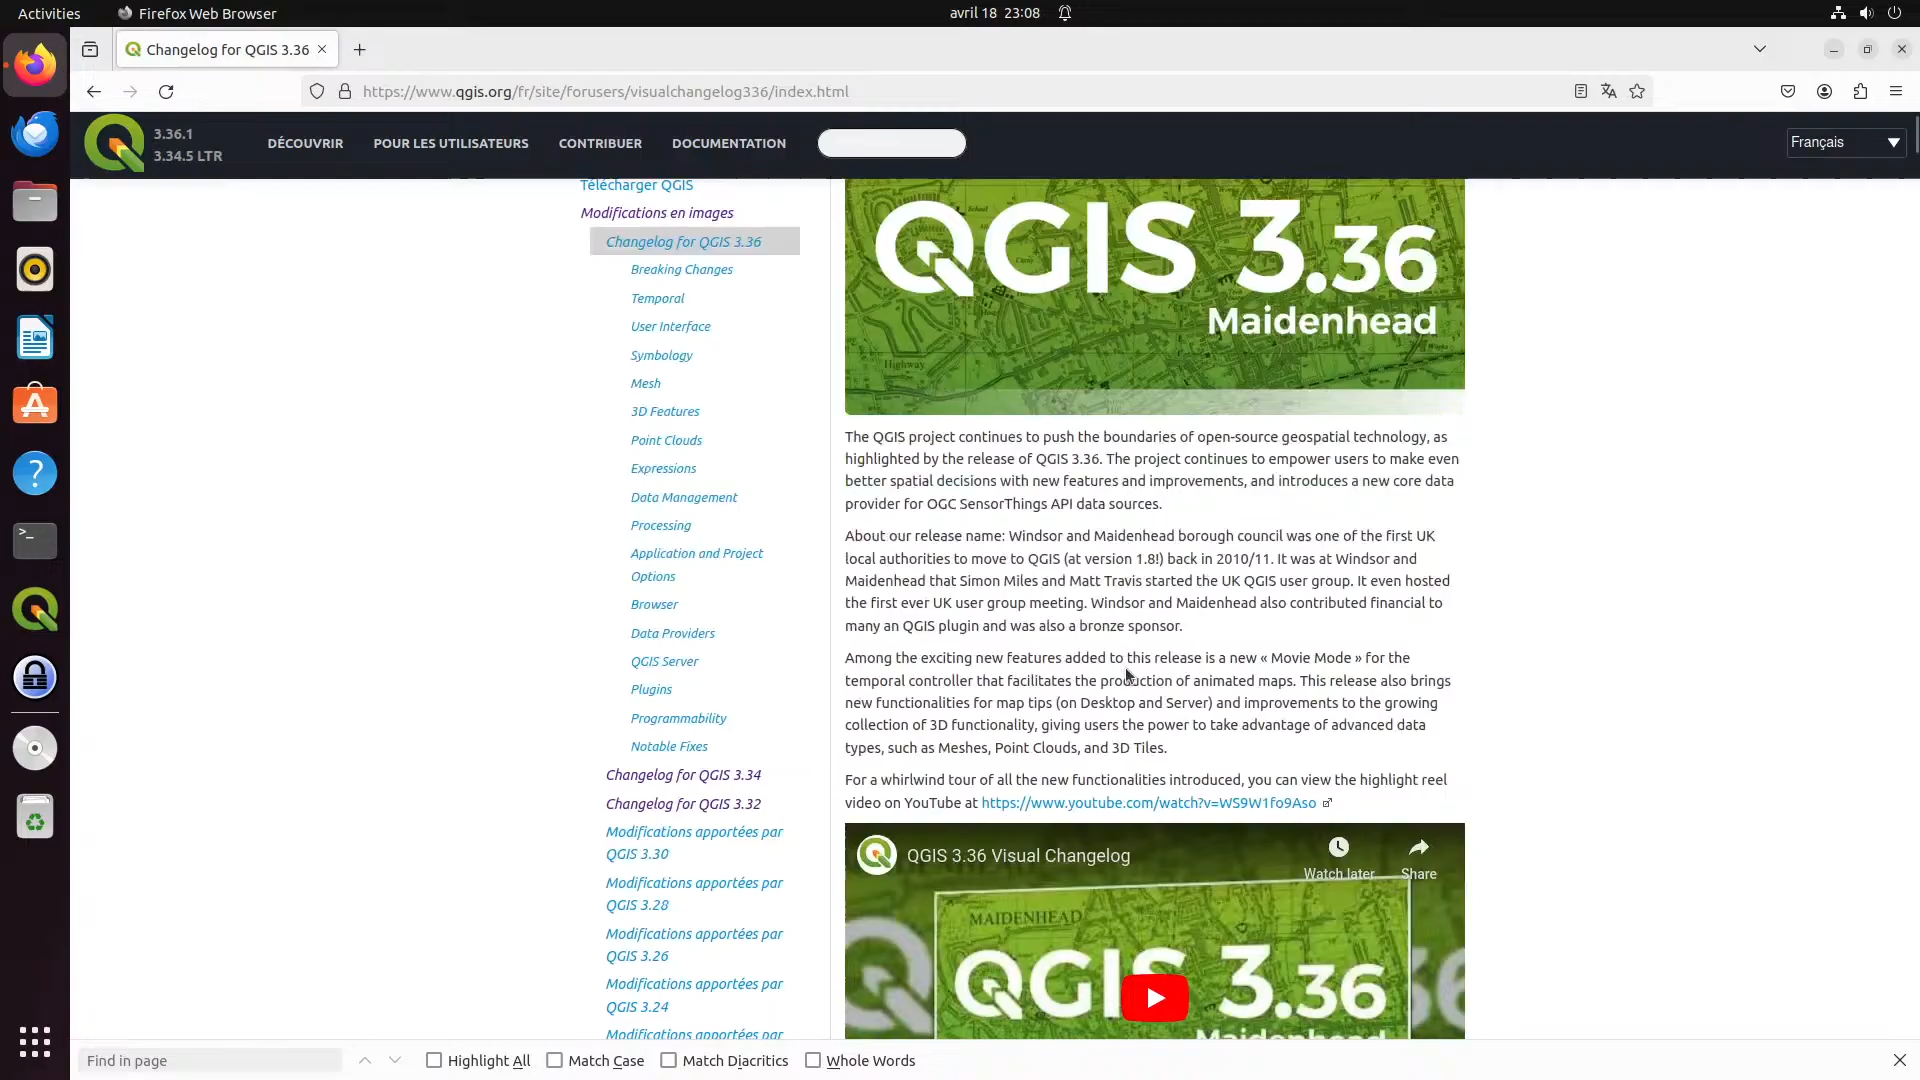 Activities
Firefox Web Browser
avril 18 23:08
Changelog for QGIS 3.36
https://www.qgis.org/fr/site/forusers/visualchangelog336/index.html
3.36.1
3.34.5 LTR
DÉCOUVRIR
POUR LES UTILISATEURS
CONTRIBUER
DOCUMENTATION
Français
Télécharger QGIS
Modifications en images
Changelog for QGIS 3.36
Breaking Changes
Temporal
User Interface
Symbology
Mesh
3D Features
Point Clouds
Expressions
Data Management
Processing
Application and Project
Options
Browser
Data Providers
QGIS Server
Plugins
Programmability
Notable Fixes
Changelog for QGIS 3.34
Changelog for QGIS 3.32
Modifications apportées par
QGIS 3.30
Modifications apportées par
QGIS 3.28
Modifications apportées par
QGIS 3.26
Modifications apportées par
QGIS 3.24
Modifications apportées par
QGIS 3.36
Maidenhead
Highway
The QGIS project continues to push the boundaries of open-source geospatial technology, as
highlighted by the release of QGIS 3.36. The project continues to empower users to make even
better spatial decisions with new features and improvements, and introduces a new core data
provider for OGC SensorThings API data sources.
About our release name: Windsor and Maidenhead borough council was one of the first UK
local authorities to move to QGIS (at version 1.8!) back in 2010/11. It was at Windsor and
Maidenhead that Simon Miles and Matt Travis started the UK QGIS user group. It even hosted
the first ever UK user group meeting. Windsor and Maidenhead also contributed financial to
many an QGIS plugin and was also a bronze sponsor.
Among the exciting new features added to this release is a new « Movie Mode » for the
temporal controller that facilitates the production of animated maps. This release also brings
new functionalities for map tips (on Desktop and Server) and improvements to the growing
collection of 3D functionality, giving users the power to take advantage of advanced data
types, such as Meshes, Point Clouds, and 3D Tiles.
For a whirlwind tour of all the new functionalities introduced, you can view the highlight reel
video on YouTube at https://www.youtube.com/watch?v=WS9W1fo9Aso
QGIS 3.36 Visual Changelog
Watch later
Share
MAIDENHEAD
QGIS 3.36
Maidenhead
Find in page
Highlight All
Match Case
Match Diacritics
Whole Words